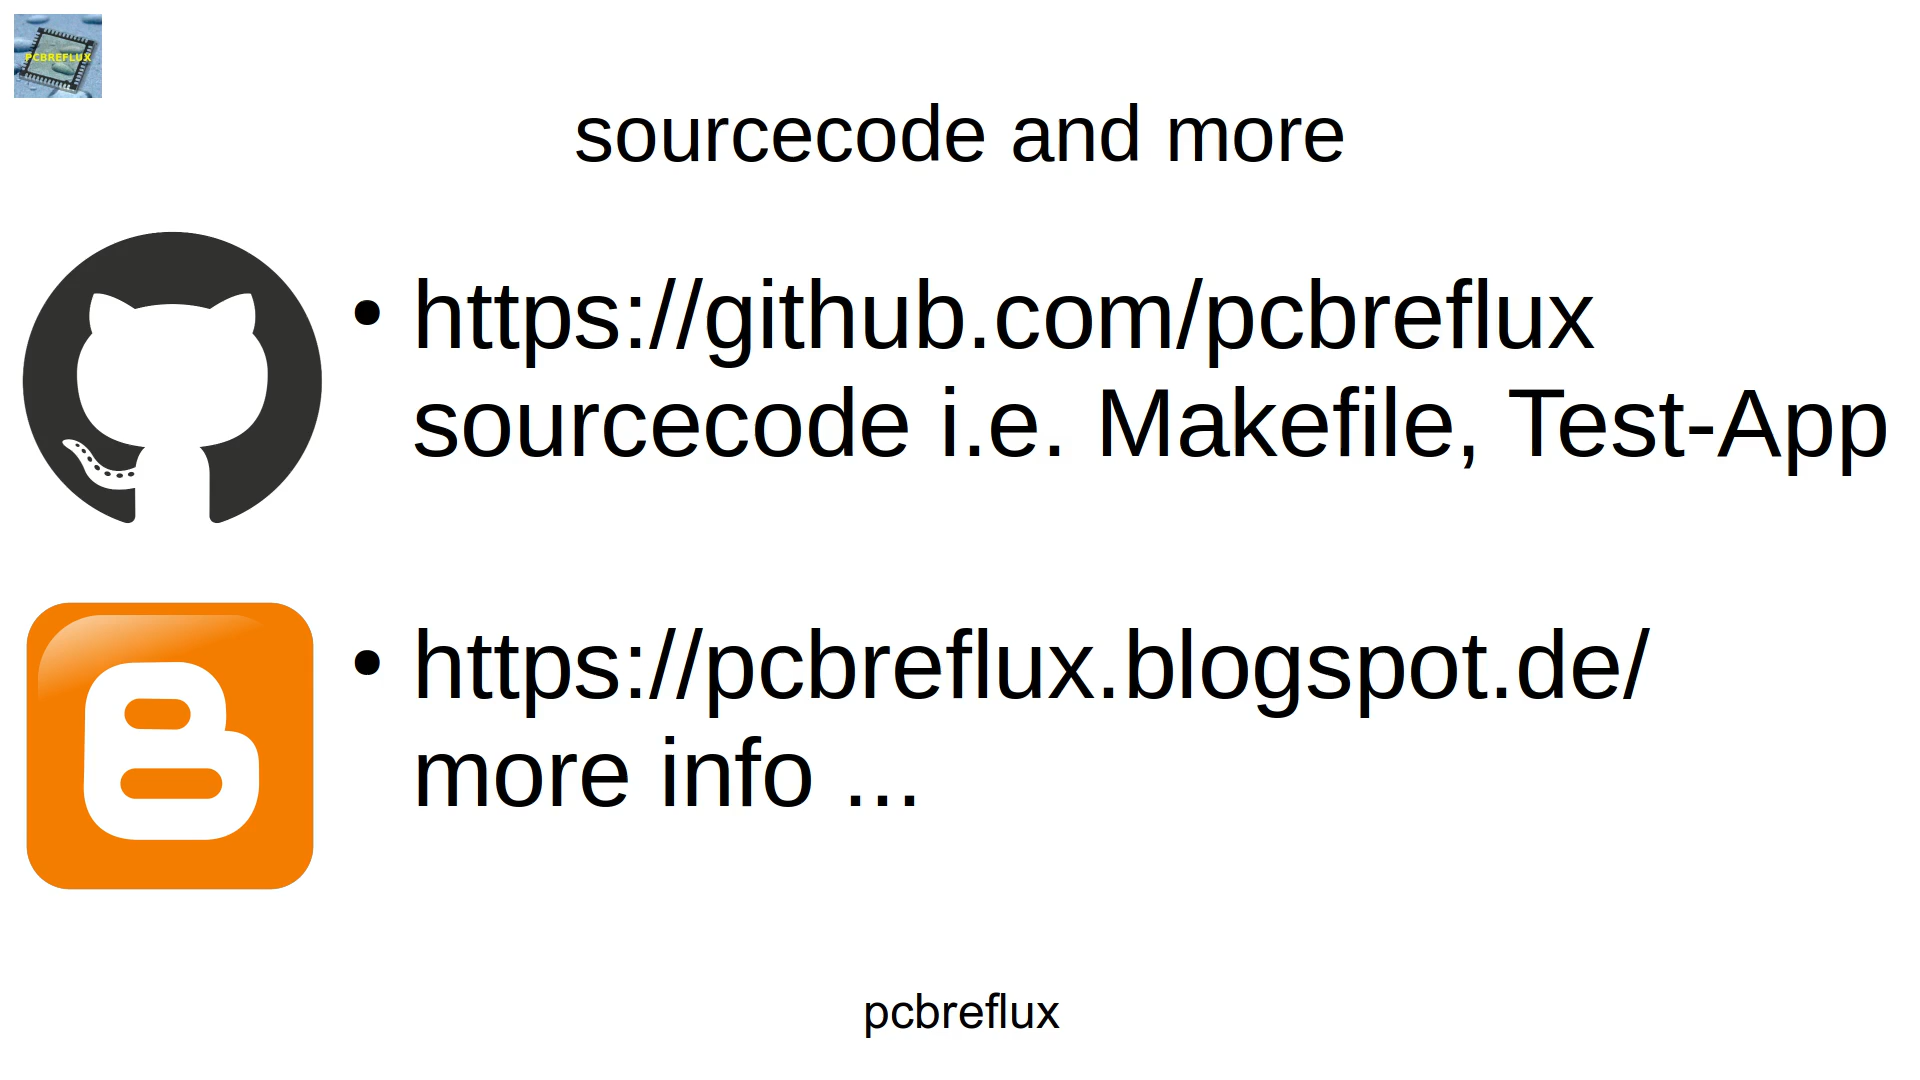 PCBREFLUX
sourcecode and more
• https://github.com/pcbreflux
sourcecode i.e. Makefile, Test-App
• https://pcbreflux.blogspot.de/
more info ...
pcbreflux